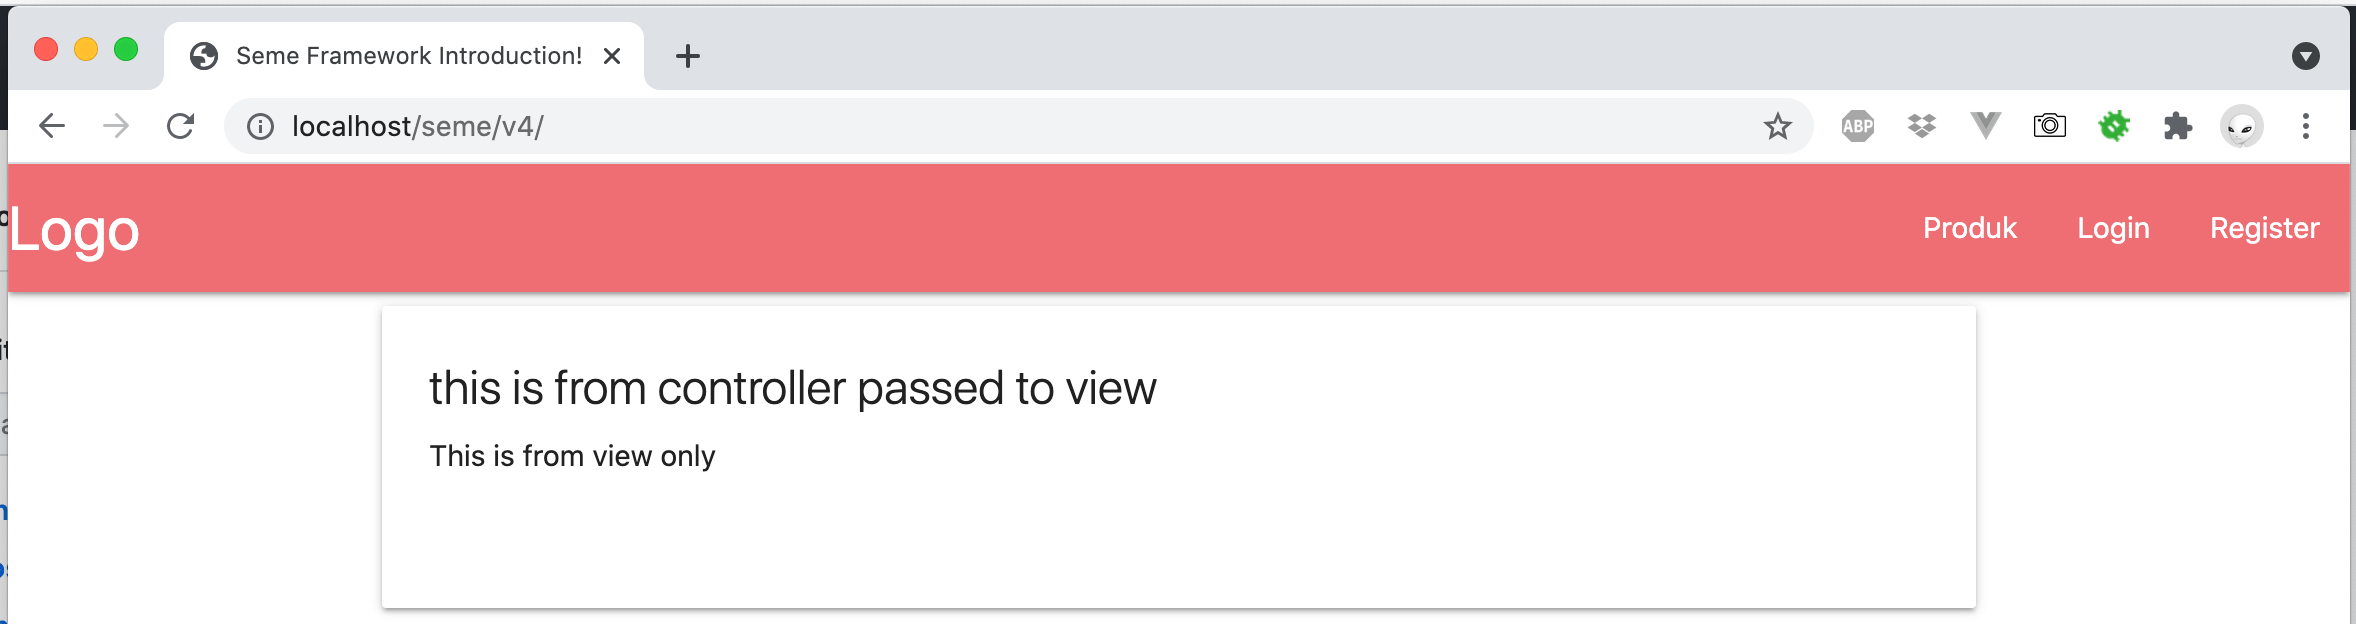 Seme Framework Introduction!
localhost/seme/v4/
ABP
Logo
Produk
Login
Register
this is from controller passed to view
This is from view only